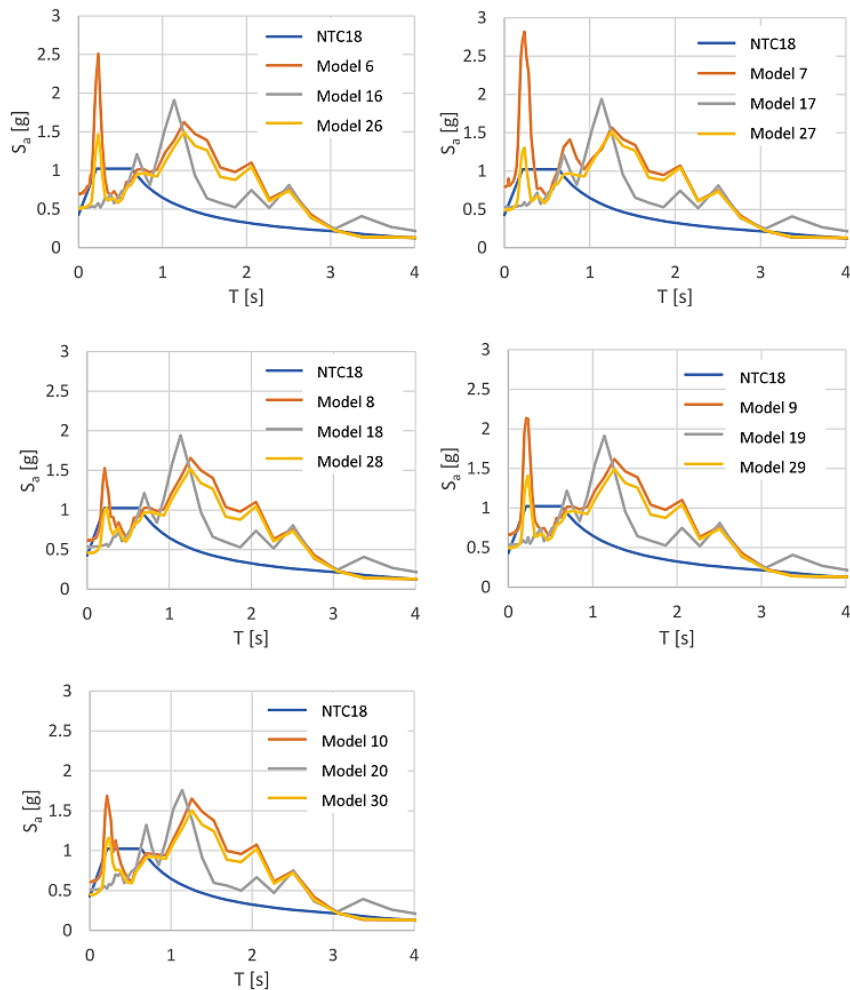 3
2.5
2
1.5
1
0.5
0
Sa [g]
NTC18
Model 6
Model 16
Model 26
0 1 2 3 4
T [s]
3
2.5
2
1.5
1
0.5
0
Sa [g]
NTC18
Model 7
Model 17
Model 27
0 1 2 3 4
T [s]
3
2.5
2
1.5
1
0.5
0
Sa [g]
NTC18
Model 8
Model 18
Model 28
0 1 2 3 4
T [s]
3
2.5
2
1.5
1
0.5
0
Sa [g]
NTC18
Model 9
Model 19
Model 29
0 1 2 3 4
T [s]
3
2.5
2
1.5
1
0.5
0
Sa [g]
NTC18
Model 10
Model 20
Model 30
0 1 2 3 4
T [s]